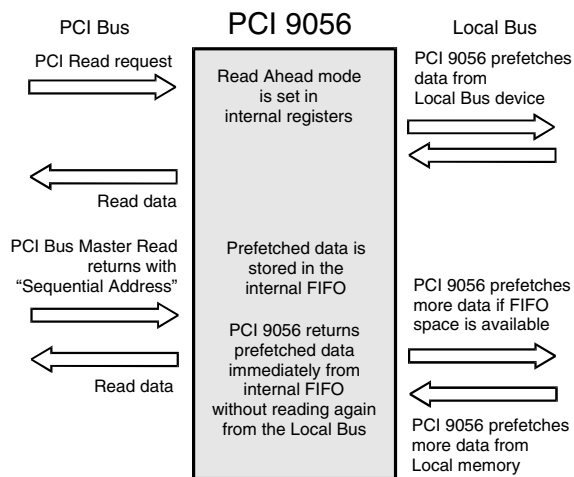 PCI Bus
PCI 9056
Local Bus
PCI Read request
Read Ahead mode
is set in
internal registers
PCI 9056 prefetches
data from
Local Bus device
Read data
PCI Bus Master Read
returns with
“Sequential Address”
Prefetched data is
stored in the
internal FIFO
PCI 9056 prefetches
more data if FIFO
space is available
PCI 9056 returns
prefetched data
immediately from
internal FIFO
without reading again
from the Local Bus
Read data
PCI 9056 prefetches
more data from
Local memory